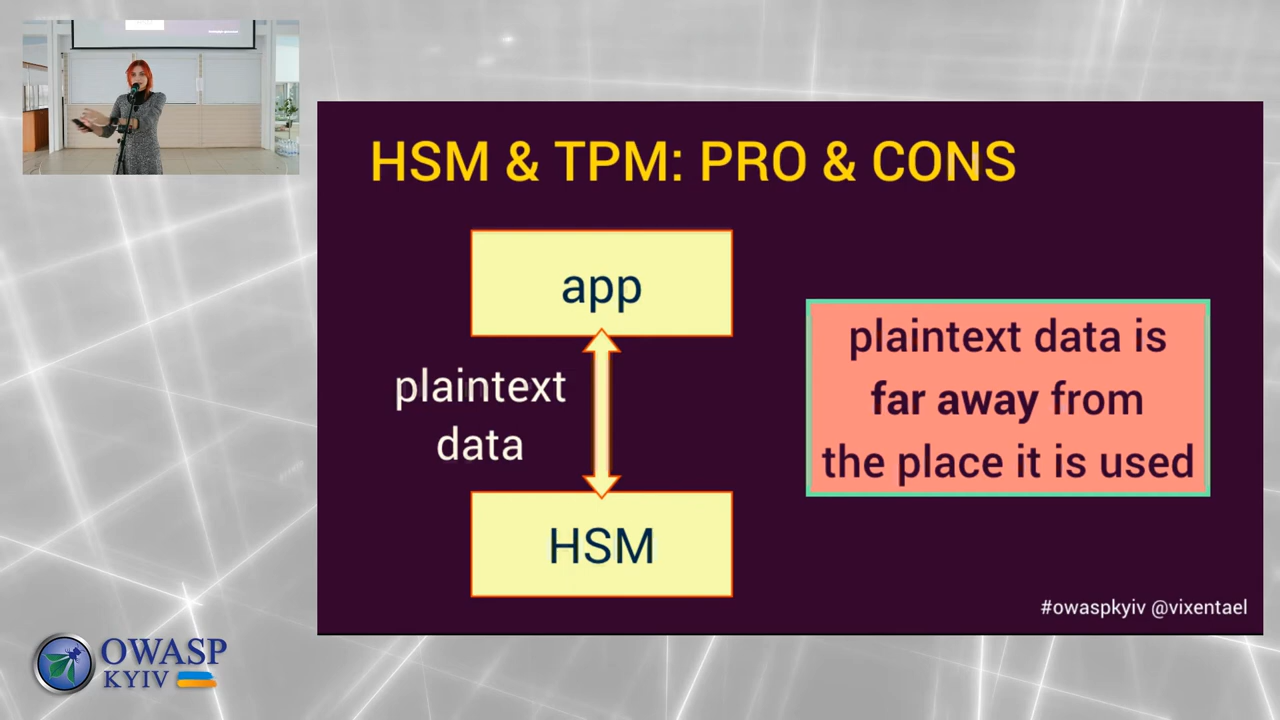 HSM & TPM: PRO & CONS
app
plaintext
data
HSM
plaintext data is
far away from
the place it is used
#owaspkyiv @vixentael
OWASP
KYIV